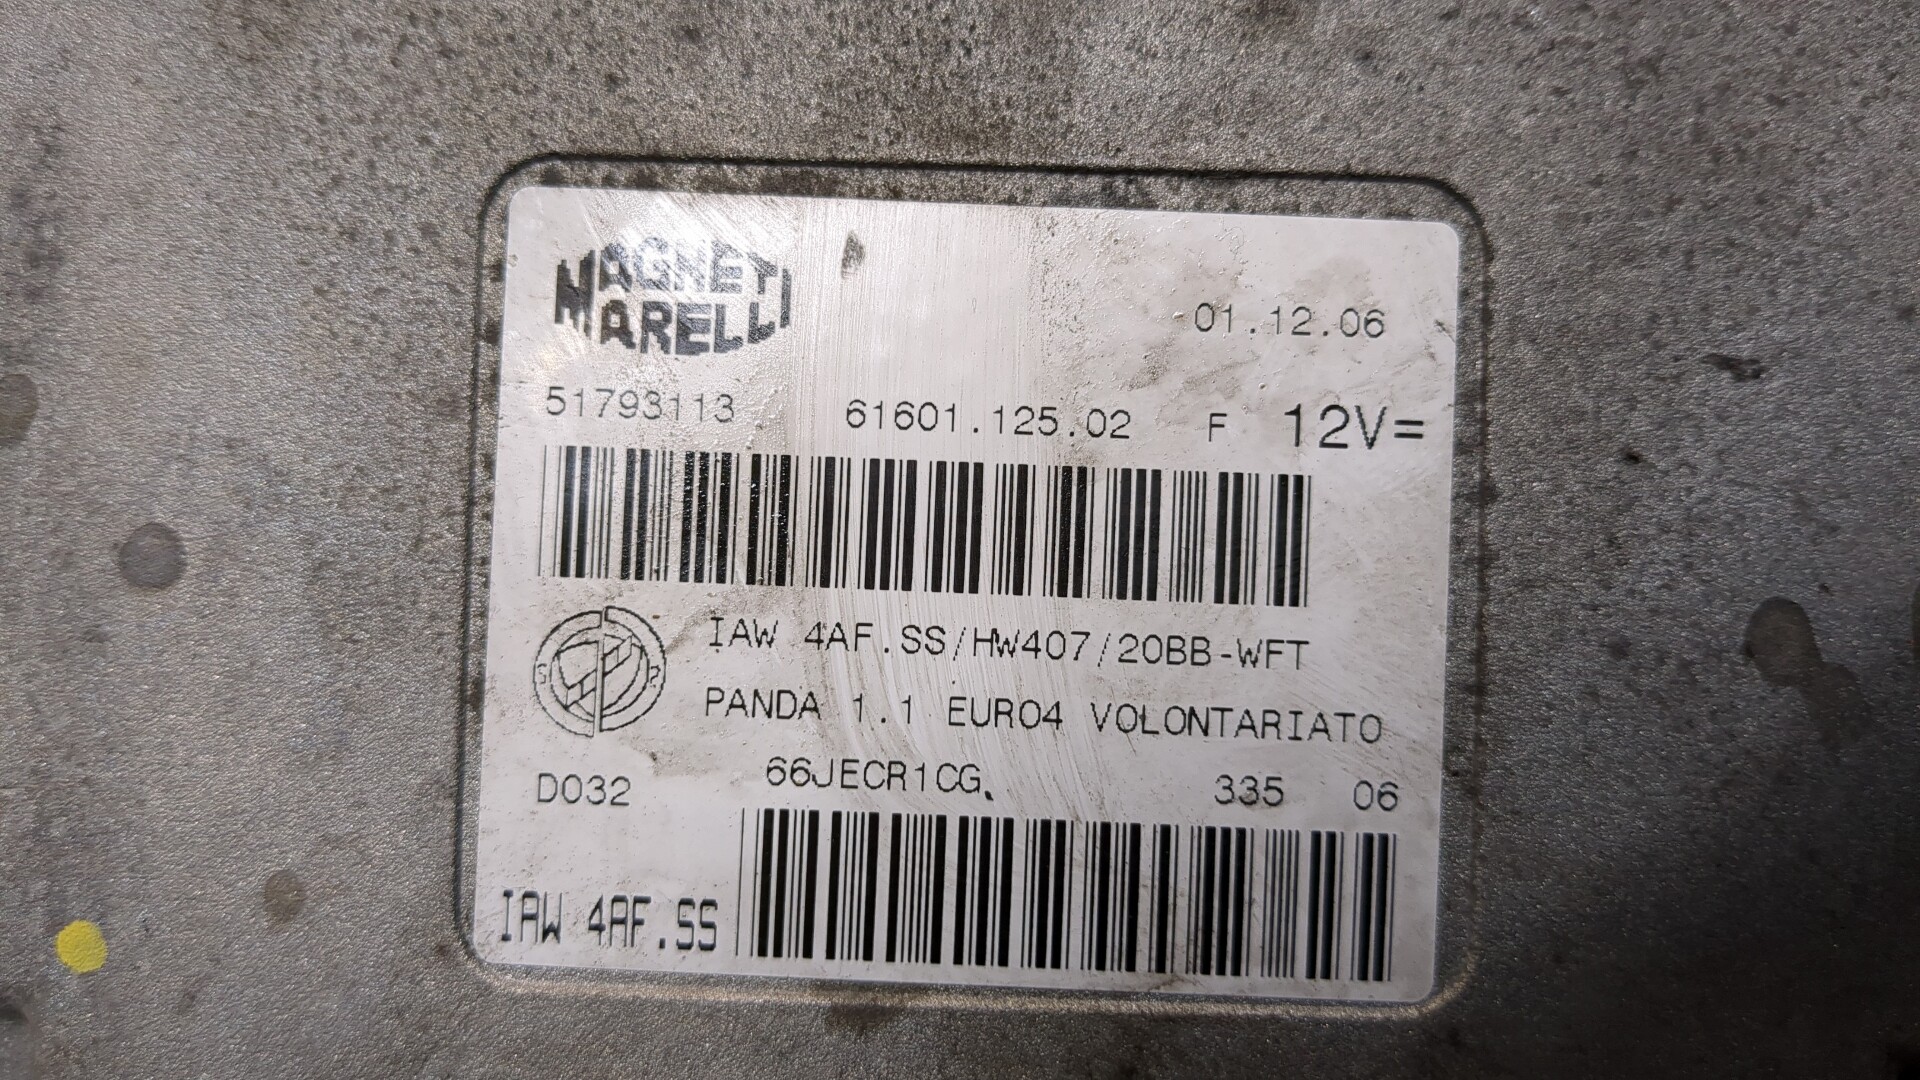 MAGNETI
MARELLI
01.12.06
51793113 61601.125.02 F 12V=
IAW 4AF.SS/HW407/20BB-WFT
PANDA 1.1 EURO4 VOLONTARIATO
D032 66JECR1CG. 335 06
IAW 4AF.SS